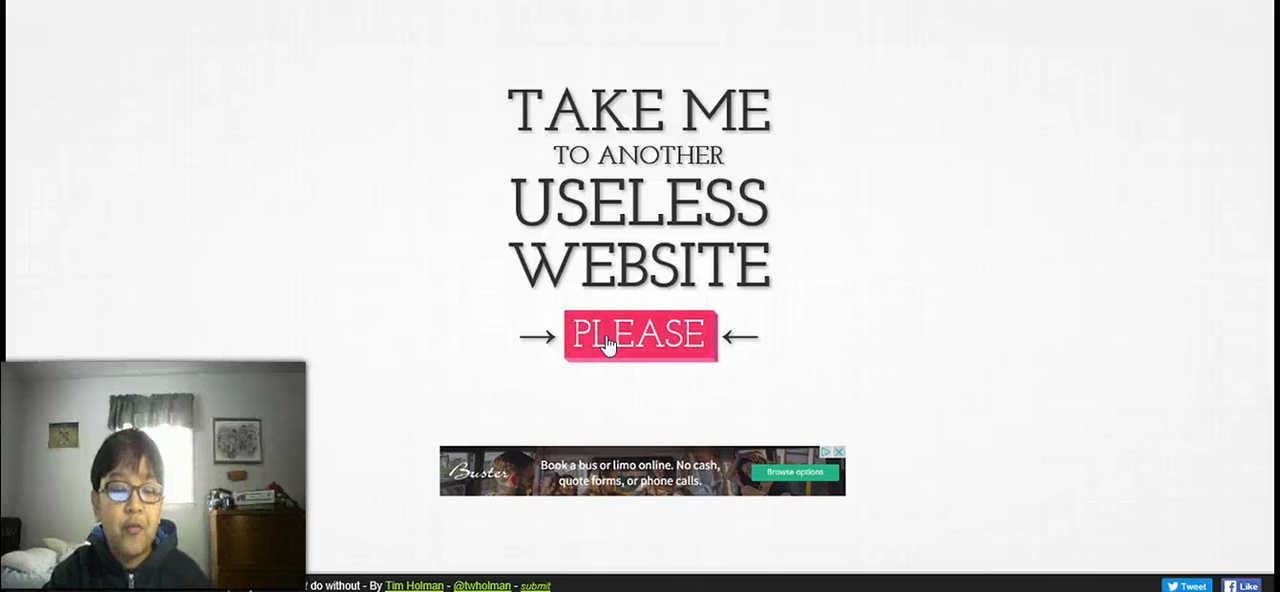 TAKE ME
TO ANOTHER
USELESS
WEBSITE
→ PLEASE ←
Buster
Book a bus or limo online. No cash,
quote forms, or phone calls.
Browse options
do without - By Tim Holman - @twholman - submit
Tweet
Like